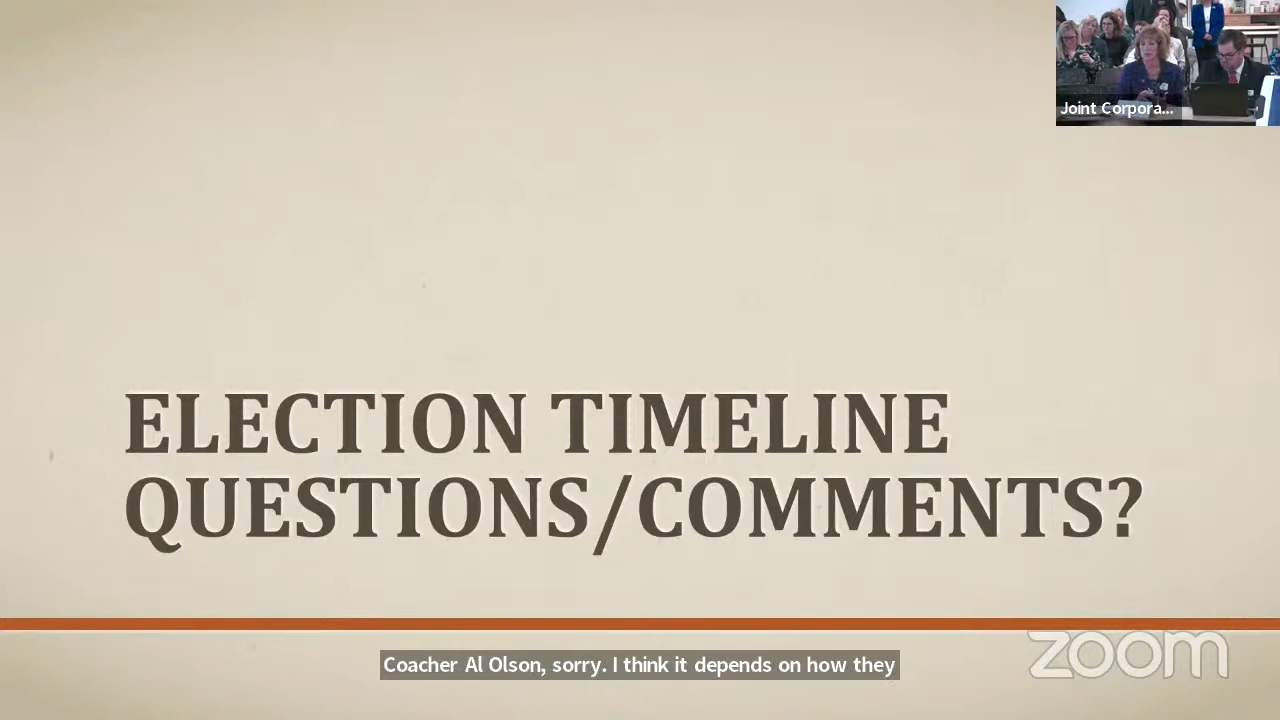 Joint Corpora...
ELECTION TIMELINE
QUESTIONS/COMMENTS?
Coacher Al Olson, sorry. I think it depends on how they
zoom